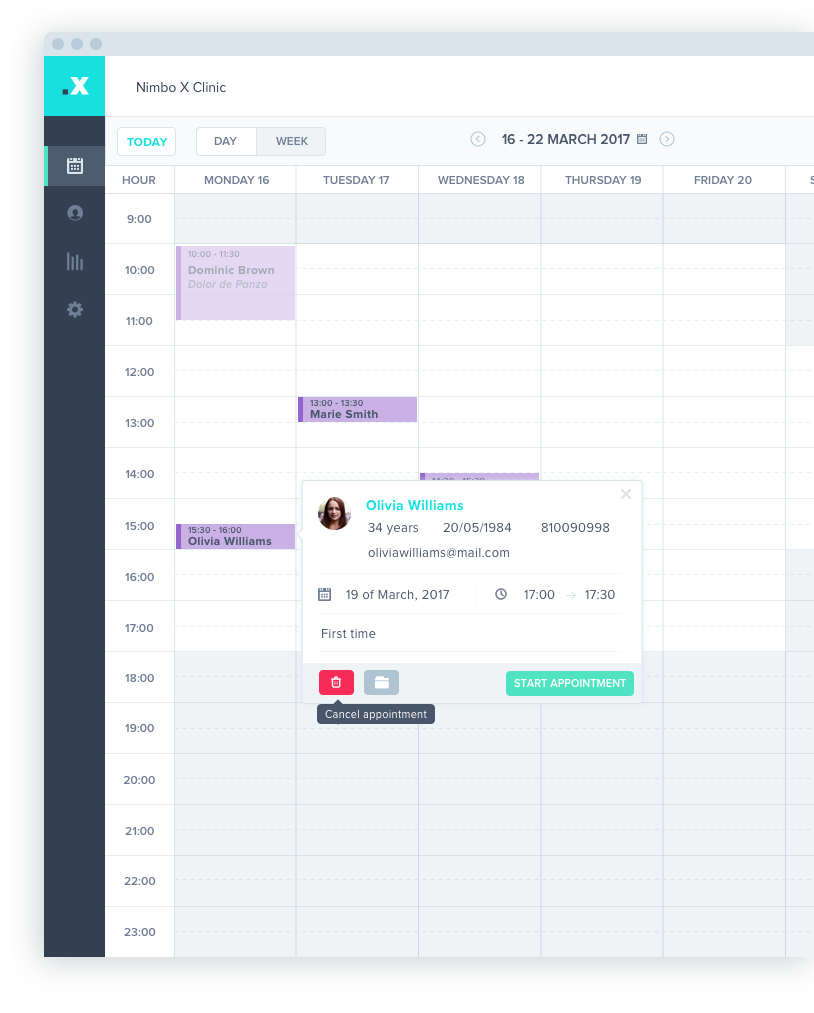 .X
Nimbo X Clinic
TODAY
DAY
WEEK
16 - 22 MARCH 2017
HOUR
MONDAY 16
TUESDAY 17
WEDNESDAY 18
THURSDAY 19
FRIDAY 20
S
9:00
10:00
11:00
12:00
13:00
14:00
15:00
16:00
17:00
18:00
19:00
20:00
21:00
22:00
23:00
10:00 - 11:30
Dominic Brown
Dolor de Panza
13:00 - 13:30
Marie Smith
15:30 - 16:00
Olivia Williams
Olivia Williams
34 years 20/05/1984 810090998
oliviawilliams@mail.com
19 of March, 2017 17:00 → 17:30
First time
START APPOINTMENT
Cancel appointment